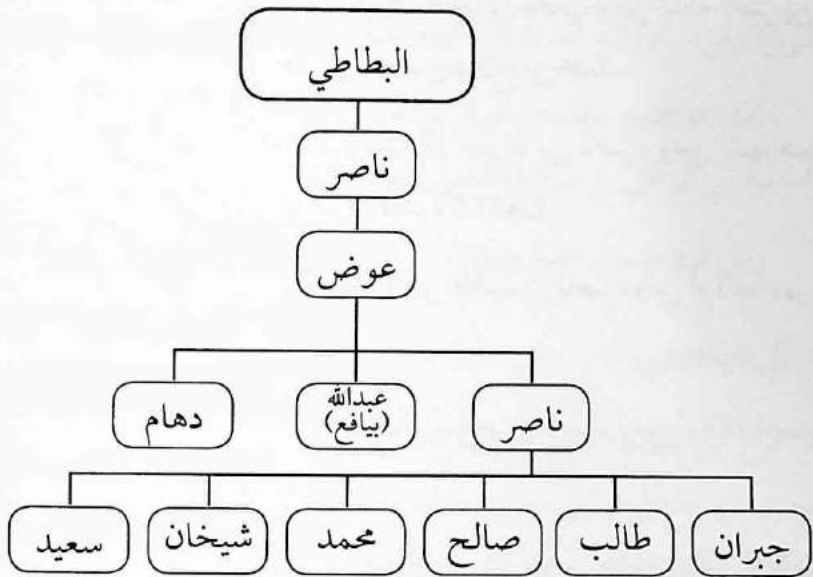 البطاطي
ناصر
عوض
ناصر
عبدالله
(بيافع)
دهام
جبران
طالب
صالح
محمد
شيخان
سعيد